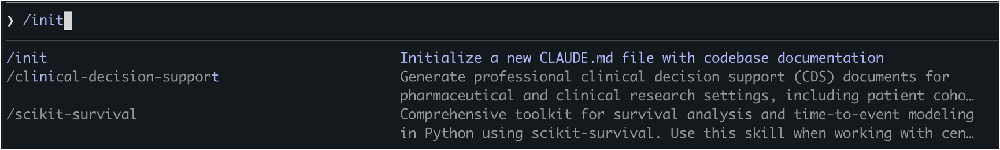 ❯ /init
/init Initialize a new CLAUDE.md file with codebase documentation
/clinical-decision-support Generate professional clinical decision support (CDS) documents for
pharmaceutical and clinical research settings, including patient coho…
/scikit-survival Comprehensive toolkit for survival analysis and time-to-event modeling
in Python using scikit-survival. Use this skill when working with cen…